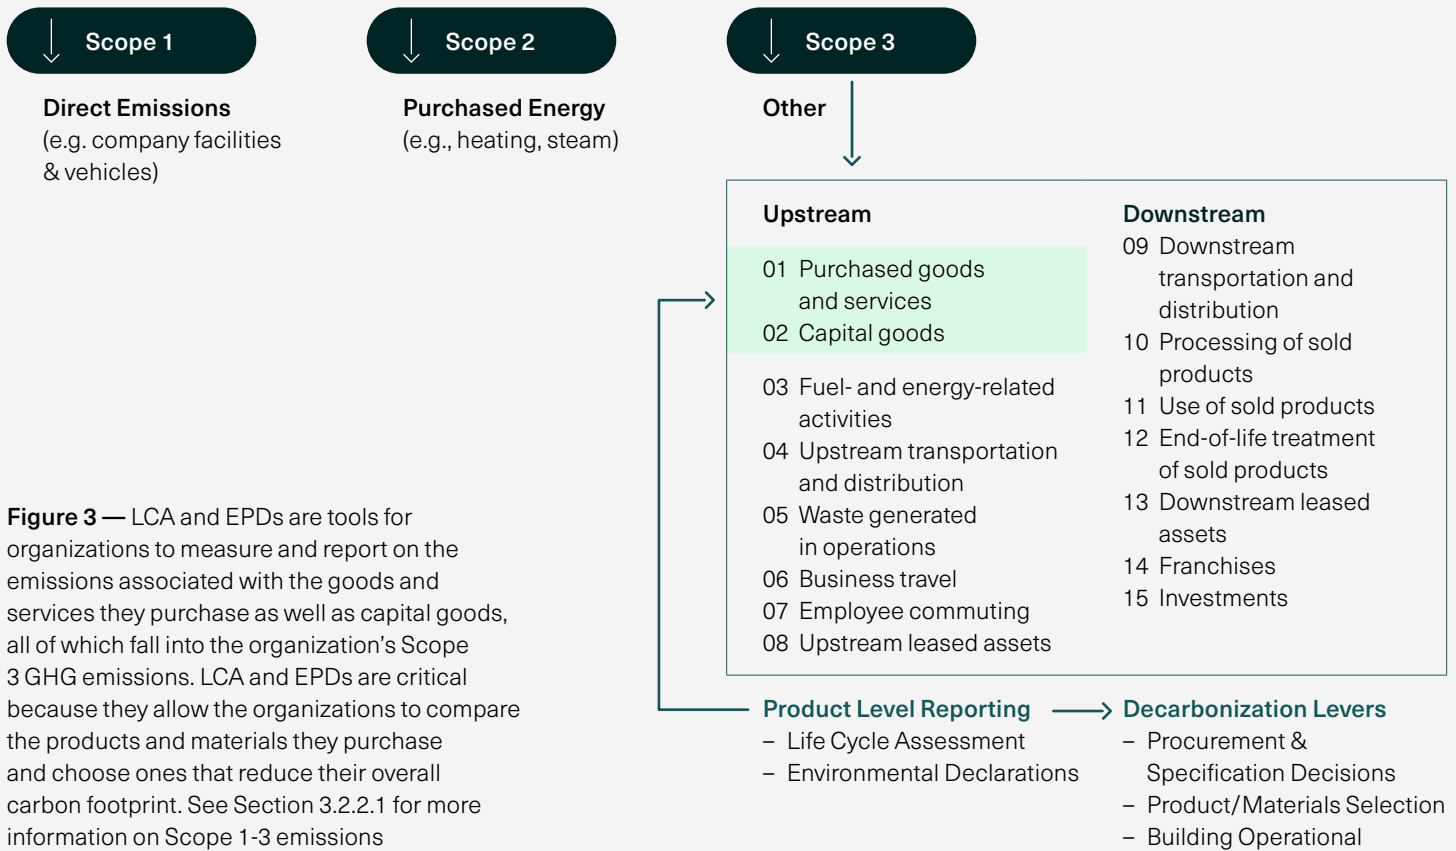 Scope 1
Direct Emissions
(e.g. company facilities
& vehicles)
Scope 2
Purchased Energy
(e.g., heating, steam)
Scope 3
Other
Upstream
01 Purchased goods
and services
02 Capital goods
03 Fuel- and energy-related
activities
04 Upstream transportation
and distribution
05 Waste generated
in operations
06 Business travel
07 Employee commuting
08 Upstream leased assets
Downstream
09 Downstream
transportation and
distribution
10 Processing of sold
products
11 Use of sold products
12 End-of-life treatment
of sold products
13 Downstream leased
assets
14 Franchises
15 Investments
Product Level Reporting
– Life Cycle Assessment
– Environmental Declarations
Decarbonization Levers
– Procurement &
Specification Decisions
– Product/Materials Selection
– Building Operational
Figure 3 — LCA and EPDs are tools for
organizations to measure and report on the
emissions associated with the goods and
services they purchase as well as capital goods,
all of which fall into the organization’s Scope
3 GHG emissions. LCA and EPDs are critical
because they allow the organizations to compare
the products and materials they purchase
and choose ones that reduce their overall
carbon footprint. See Section 3.2.2.1 for more
information on Scope 1-3 emissions